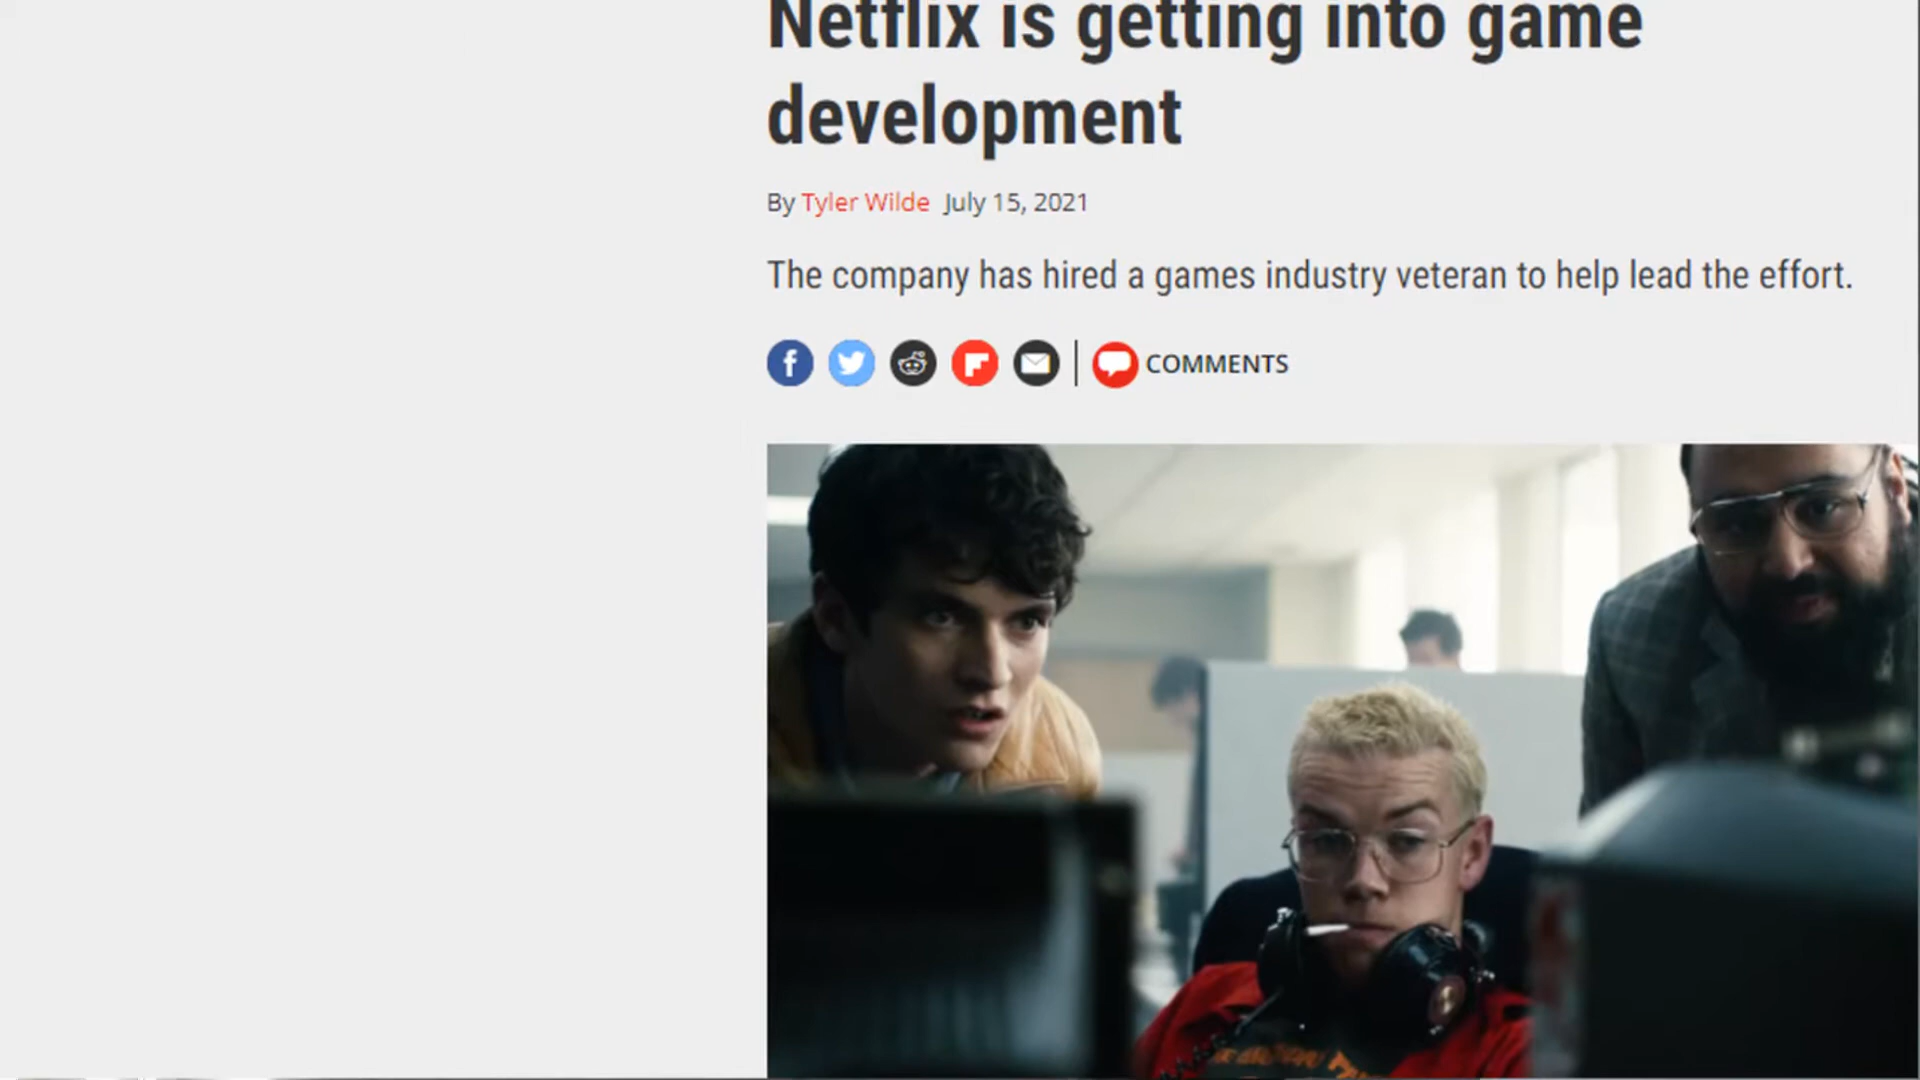 Netflix is getting into game
development
By Tyler Wilde July 15, 2021
The company has hired a games industry veteran to help lead the effort.
COMMENTS